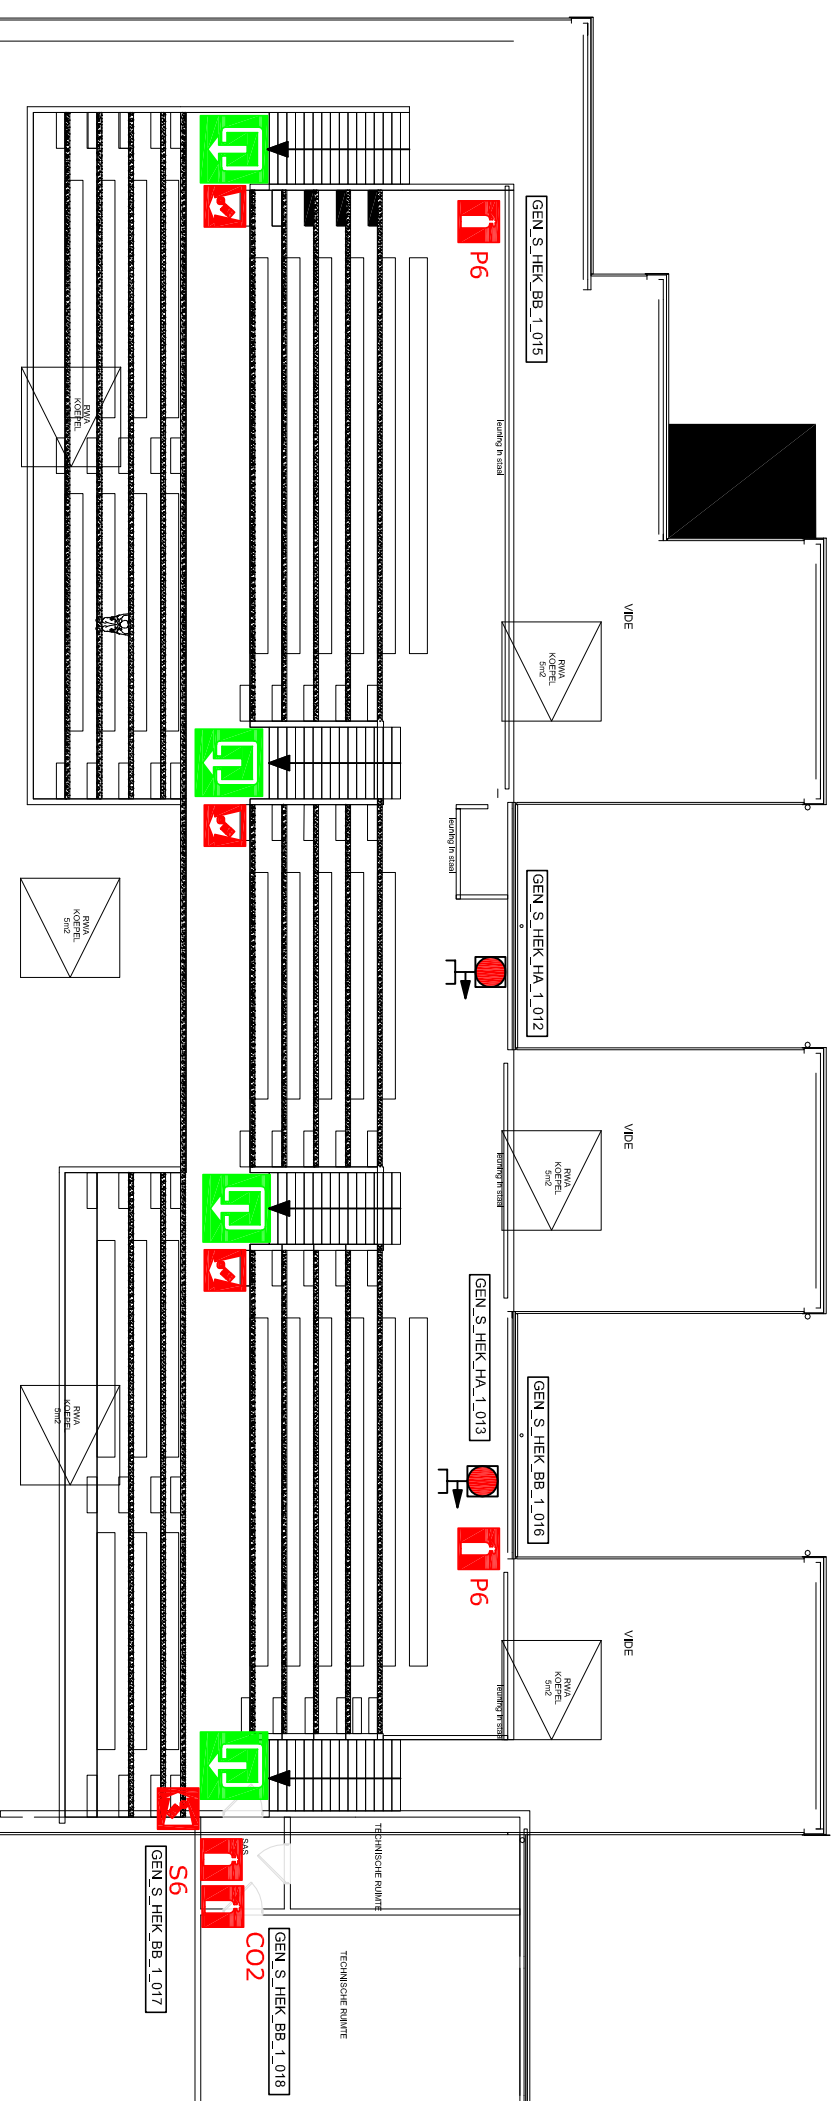 GEN_S_HEK_BB_1_015
P6
leuning in staal
RWA
KOEPEL
VIDE
RWA
KOEPEL
5m2
leuning in staal
GEN_S_HEK_HA_1_012
RWA
KOEPEL
5m2
VIDE
RWA
KOEPEL
5m2
leuning in staal
GEN_S_HEK_HA_1_013
GEN_S_HEK_BB_1_016
RWA
KOEPEL
5m2
P6
VIDE
RWA
KOEPEL
5m2
leuning in staal
TECHNISCHE RUIMTE
SAS
S6
GEN_S_HEK_BB_1_017
CO2
GEN_S_HEK_BB_1_018
TECHNISCHE RUIMTE